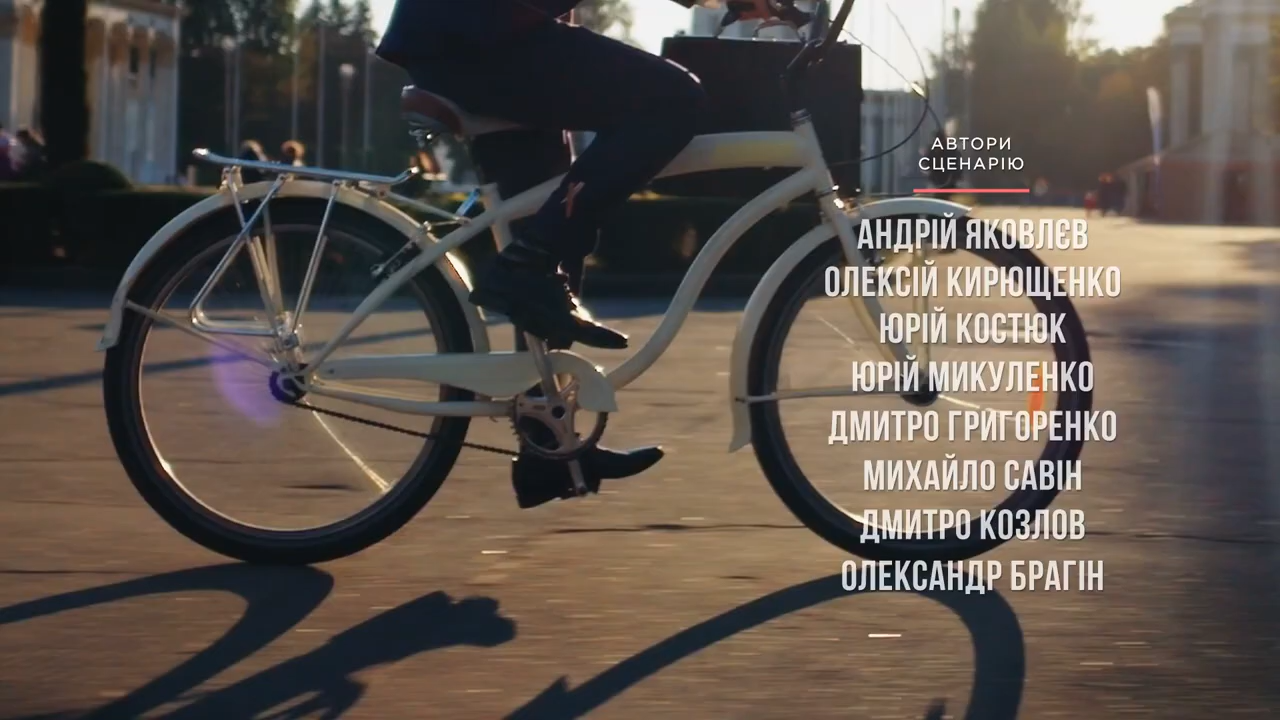 АВТОРИ
СЦЕНАРІЮ
АНДРІЙ ЯКОВЛЄВ
ОЛЕКСІЙ КИРЮЩЕНКО
ЮРІЙ КОСТЮК
ЮРІЙ МИКУЛЕНКО
ДМИТРО ГРИГОРЕНКО
МИХАЙЛО САВІН
ДМИТРО КОЗЛОВ
ОЛЕКСАНДР БРАГІН